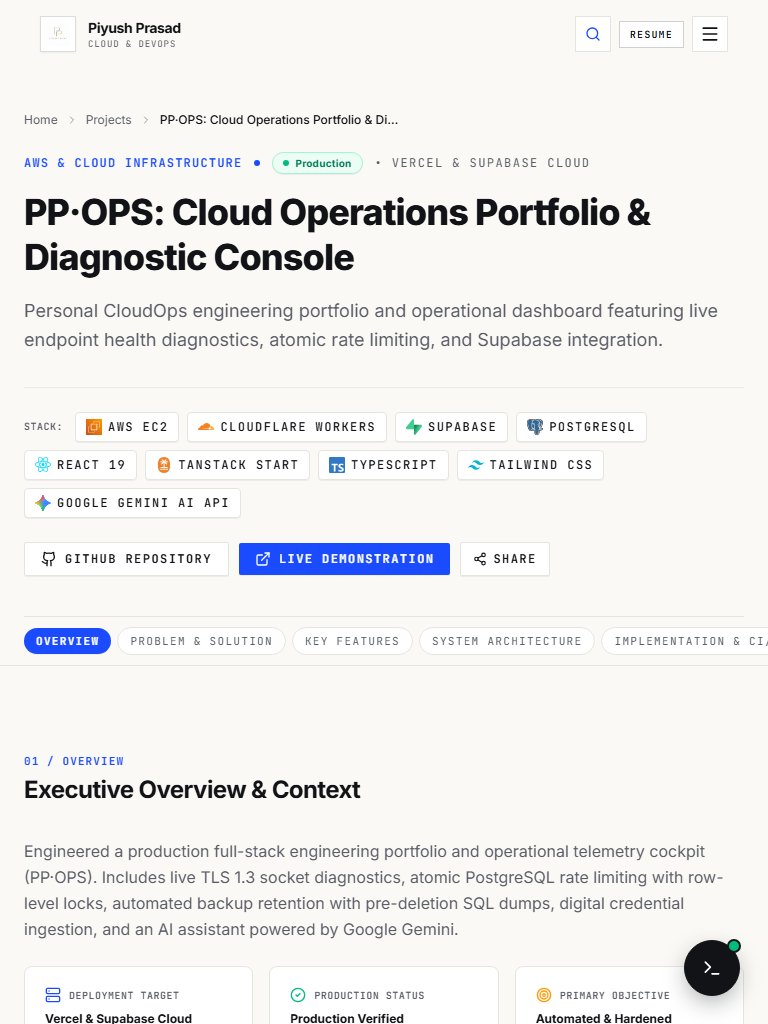 Piyush Prasad
CLOUD & DEVOPS
RESUME
Home > Projects > PP·OPS: Cloud Operations Portfolio & Di...
AWS & CLOUD INFRASTRUCTURE • Production • VERCEL & SUPABASE CLOUD
PP·OPS: Cloud Operations Portfolio &
Diagnostic Console
Personal CloudOps engineering portfolio and operational dashboard featuring live
endpoint health diagnostics, atomic rate limiting, and Supabase integration.
STACK: AWS EC2 CLOUDFLARE WORKERS SUPABASE POSTGRESQL
REACT 19 TANSTACK START TS TYPESCRIPT TAILWIND CSS
GOOGLE GEMINI AI API
GITHUB REPOSITORY LIVE DEMONSTRATION SHARE
OVERVIEW PROBLEM & SOLUTION KEY FEATURES SYSTEM ARCHITECTURE IMPLEMENTATION & CI/
01 / OVERVIEW
Executive Overview & Context
Engineered a production full-stack engineering portfolio and operational telemetry cockpit
(PP·OPS). Includes live TLS 1.3 socket diagnostics, atomic PostgreSQL rate limiting with row-
level locks, automated backup retention with pre-deletion SQL dumps, digital credential
ingestion, and an AI assistant powered by Google Gemini.
DEPLOYMENT TARGET PRODUCTION STATUS PRIMARY OBJECTIVE
Vercel & Supabase Cloud Production Verified Automated & Hardened